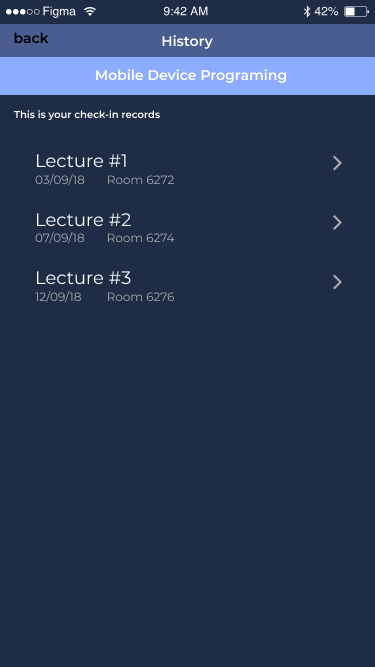 Figma 9:42 AM 42%
back History
Mobile Device Programing
This is your check-in records
Lecture #1
03/09/18 Room 6272
Lecture #2
07/09/18 Room 6274
Lecture #3
12/09/18 Room 6276